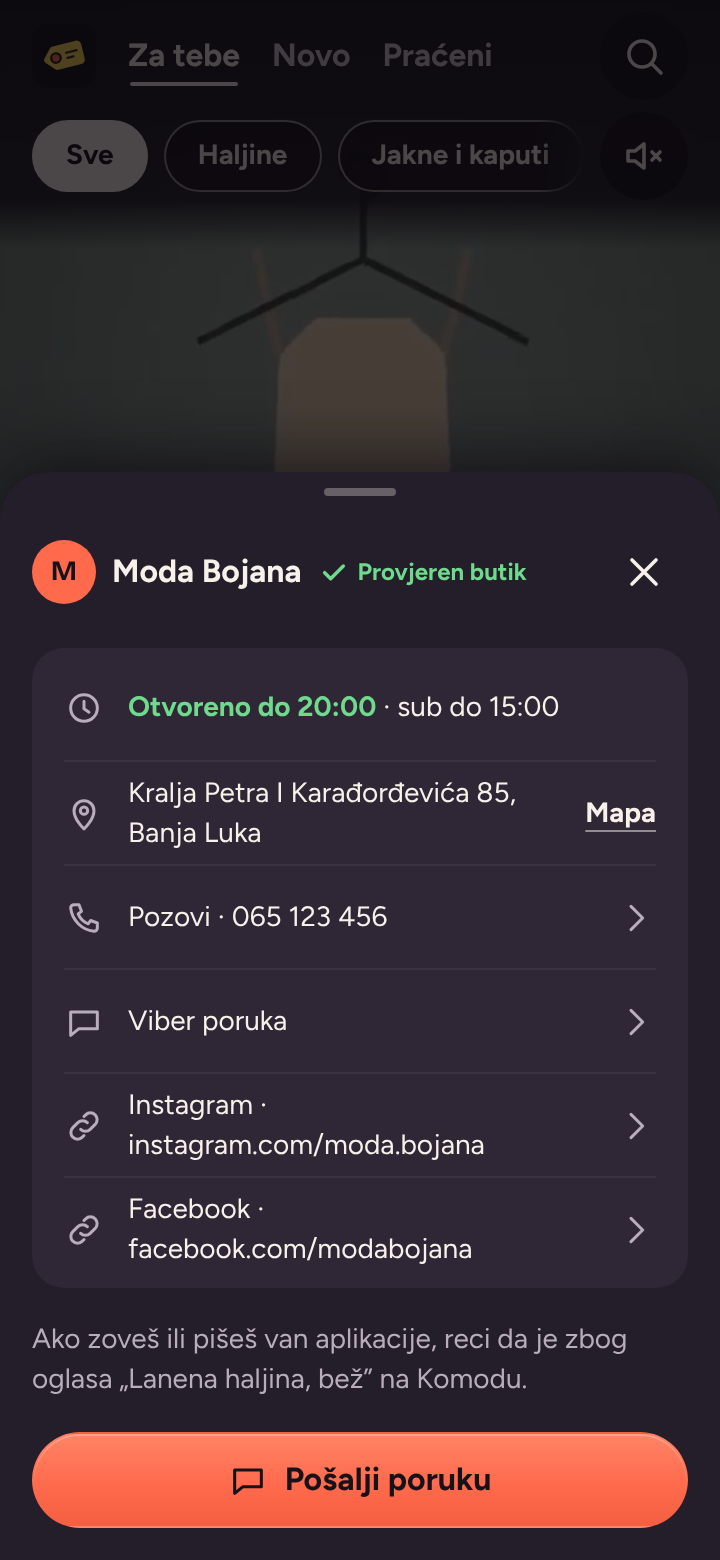 Za tebe Novo Praćeni
Sve Haljine Jakne i kaputi
M Moda Bojana Provjeren butik
Otvoreno do 20:00 · sub do 15:00
Kralja Petra I Karađorđevića 85,
Banja Luka
Mapa
Pozovi · 065 123 456
Viber poruka
Instagram ·
instagram.com/moda.bojana
Facebook ·
facebook.com/modabojana
Ako zoveš ili pišeš van aplikacije, reci da je zbog
oglasa „Lanena haljina, bež” na Komodu.
Pošalji poruku